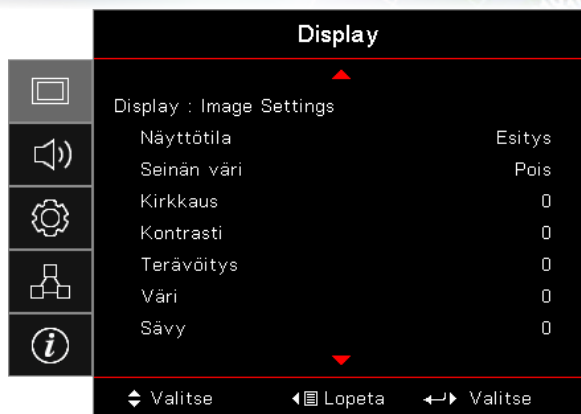 Display
Display : Image Settings
Näyttötila Esitys
Seinän väri Pois
Kirkkaus 0
Kontrasti 0
Terävöitys 0
Väri 0
Sävy 0
Valitse Lopeta Valitse